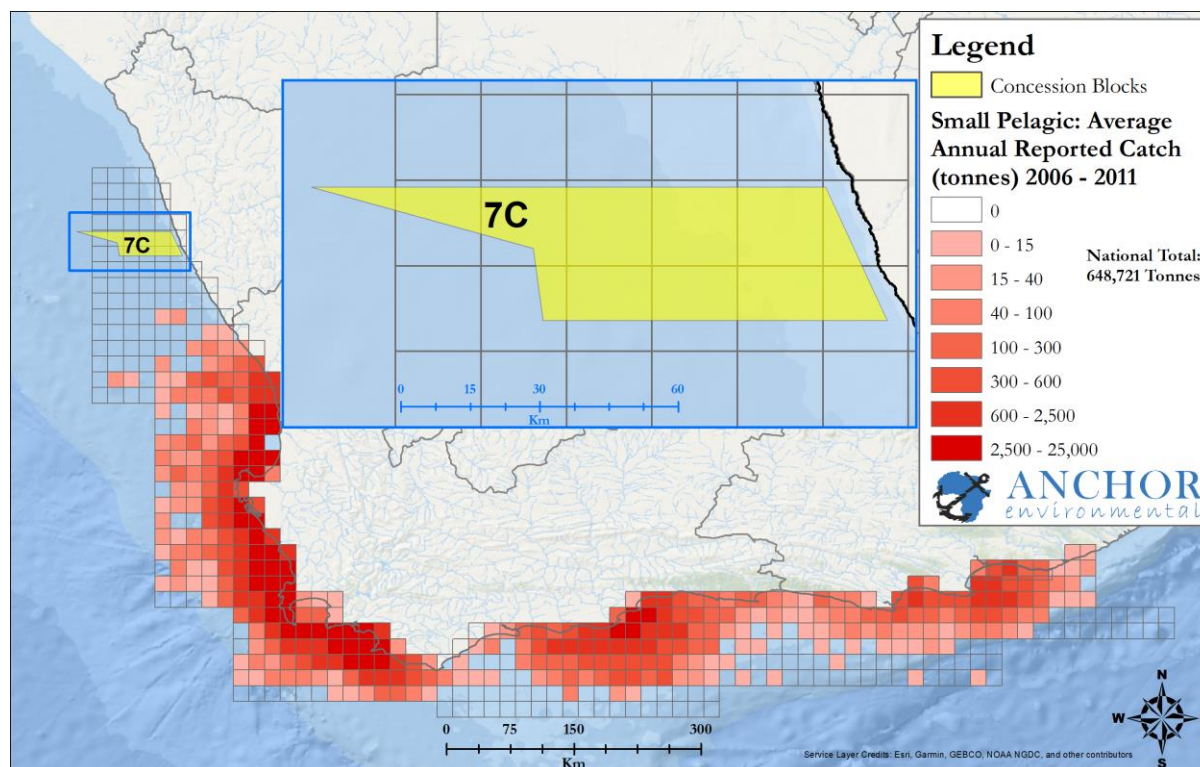 Legend
Concession Blocks
Small Pelagic: Average
Annual Reported Catch
(tonnes) 2006 - 2011
0
0 - 15
15 - 40
40 - 100
100 - 300
300 - 600
600 - 2,500
2,500 - 25,000
National Total:
648,721 Tonnes
ANCHOR
environmental
7C
0 15 30 60
Km
7C
0 75 150 300
Km
N
W E
S
Service Layer Credits: Esri, Garmin, GEBCO, NOAA NGDC, and other contributors